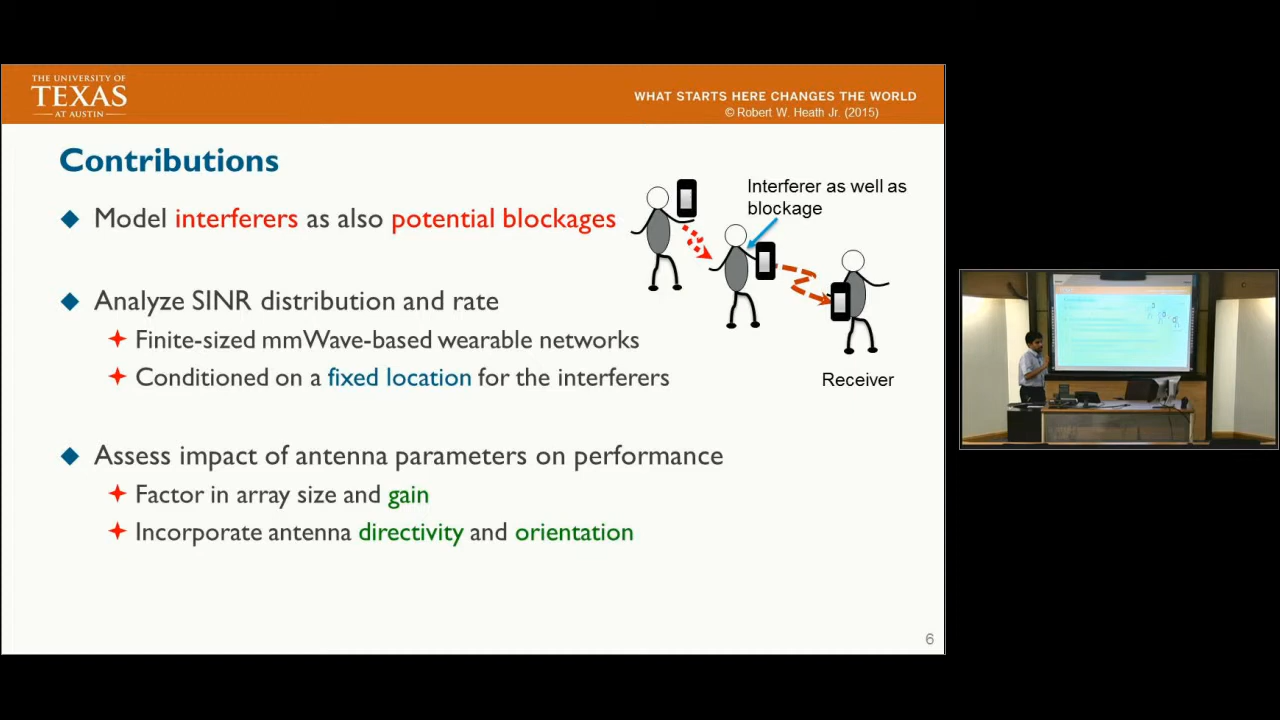 THE UNIVERSITY OF
TEXAS
AT AUSTIN
WHAT STARTS HERE CHANGES THE WORLD
© Robert W. Heath Jr. (2015)
Contributions
Interferer as well as
blockage
Model interferers as also potential blockages
Analyze SINR distribution and rate
Finite-sized mmWave-based wearable networks
Conditioned on a fixed location for the interferers
Receiver
Assess impact of antenna parameters on performance
Factor in array size and gain
Incorporate antenna directivity and orientation
6